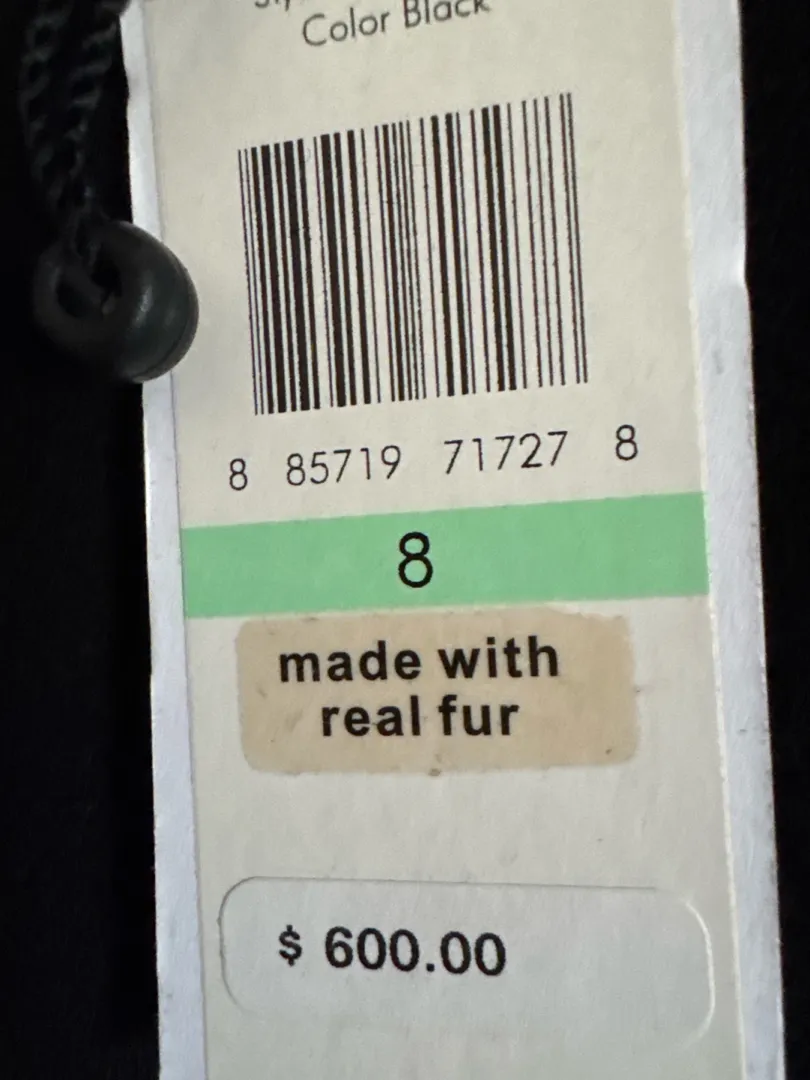 Color Black
8 85719 71727 8
8
made with
real fur
$ 600.00